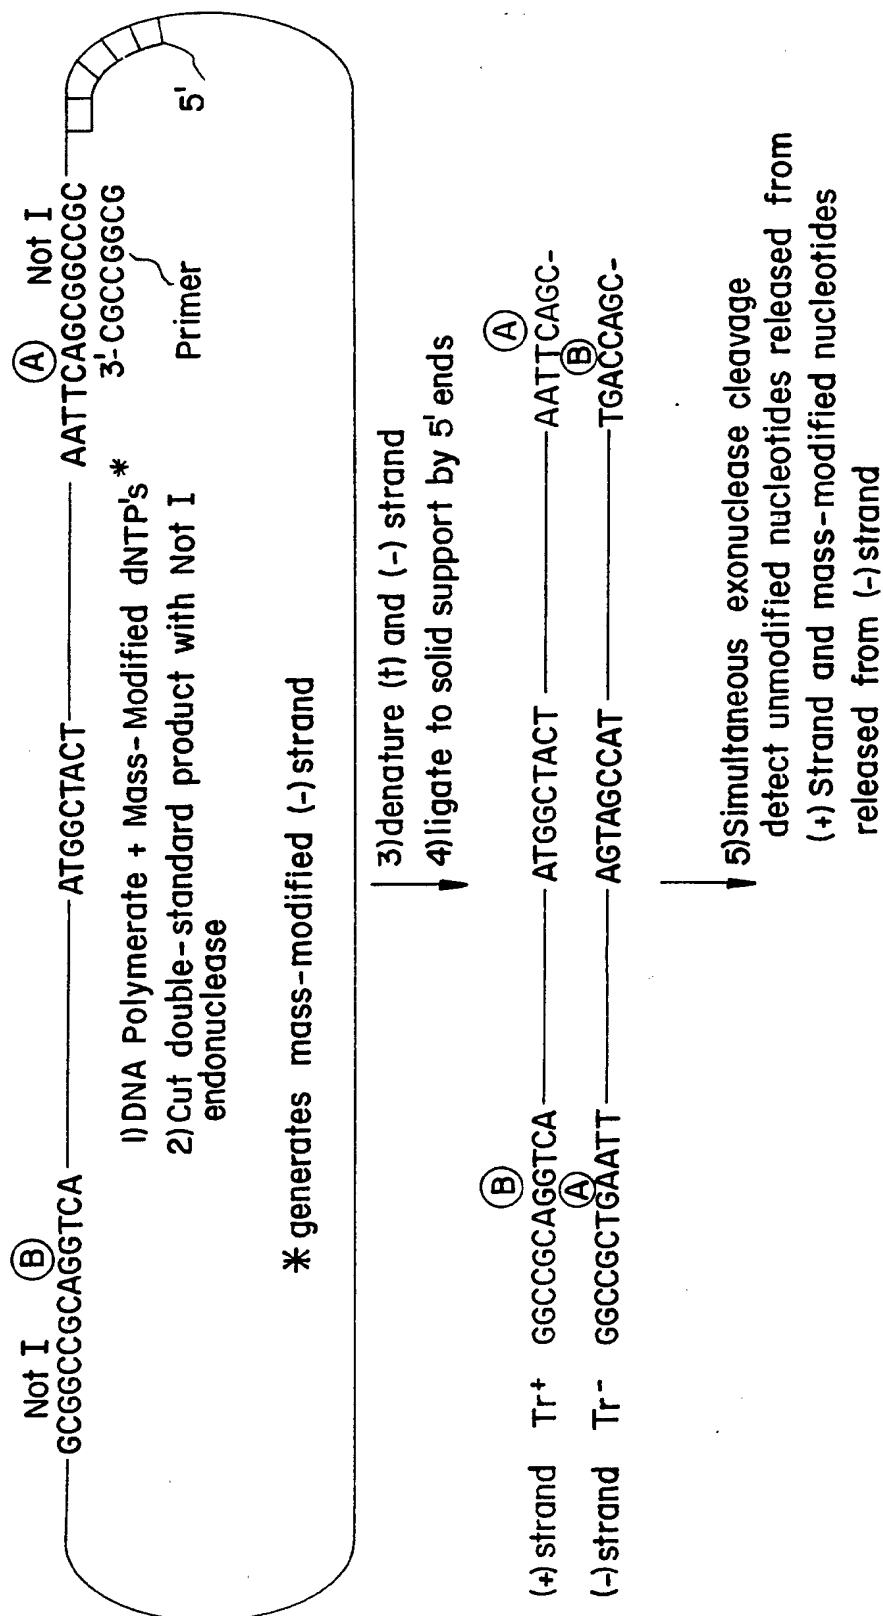 Not I
B
GCGGCCGCAGGTCA
ATGGCTACT
A
Not I
AATTCAGCGGCCGC
3'-CGCCGGCG
Primer
5'
1) DNA Polymerate + Mass-Modified dNTP's*
2) Cut double-standard product with Not I
endonuclease
* generates mass-modified (-) strand
3) denature (t) and (-) strand
4) ligate to solid support by 5' ends
B
A
(+) strand Tr+ GGCCGCAGGTCA ATGGCTACT AATTCAGC-
A
B
(-) strand Tr- GGCCGCTGAATT AGTAGCCAT TGACCAGC-
5) Simultaneous exonuclease cleavage
detect unmodified nucleotides released from
(+) Strand and mass-modified nucleotides
released from (-) strand